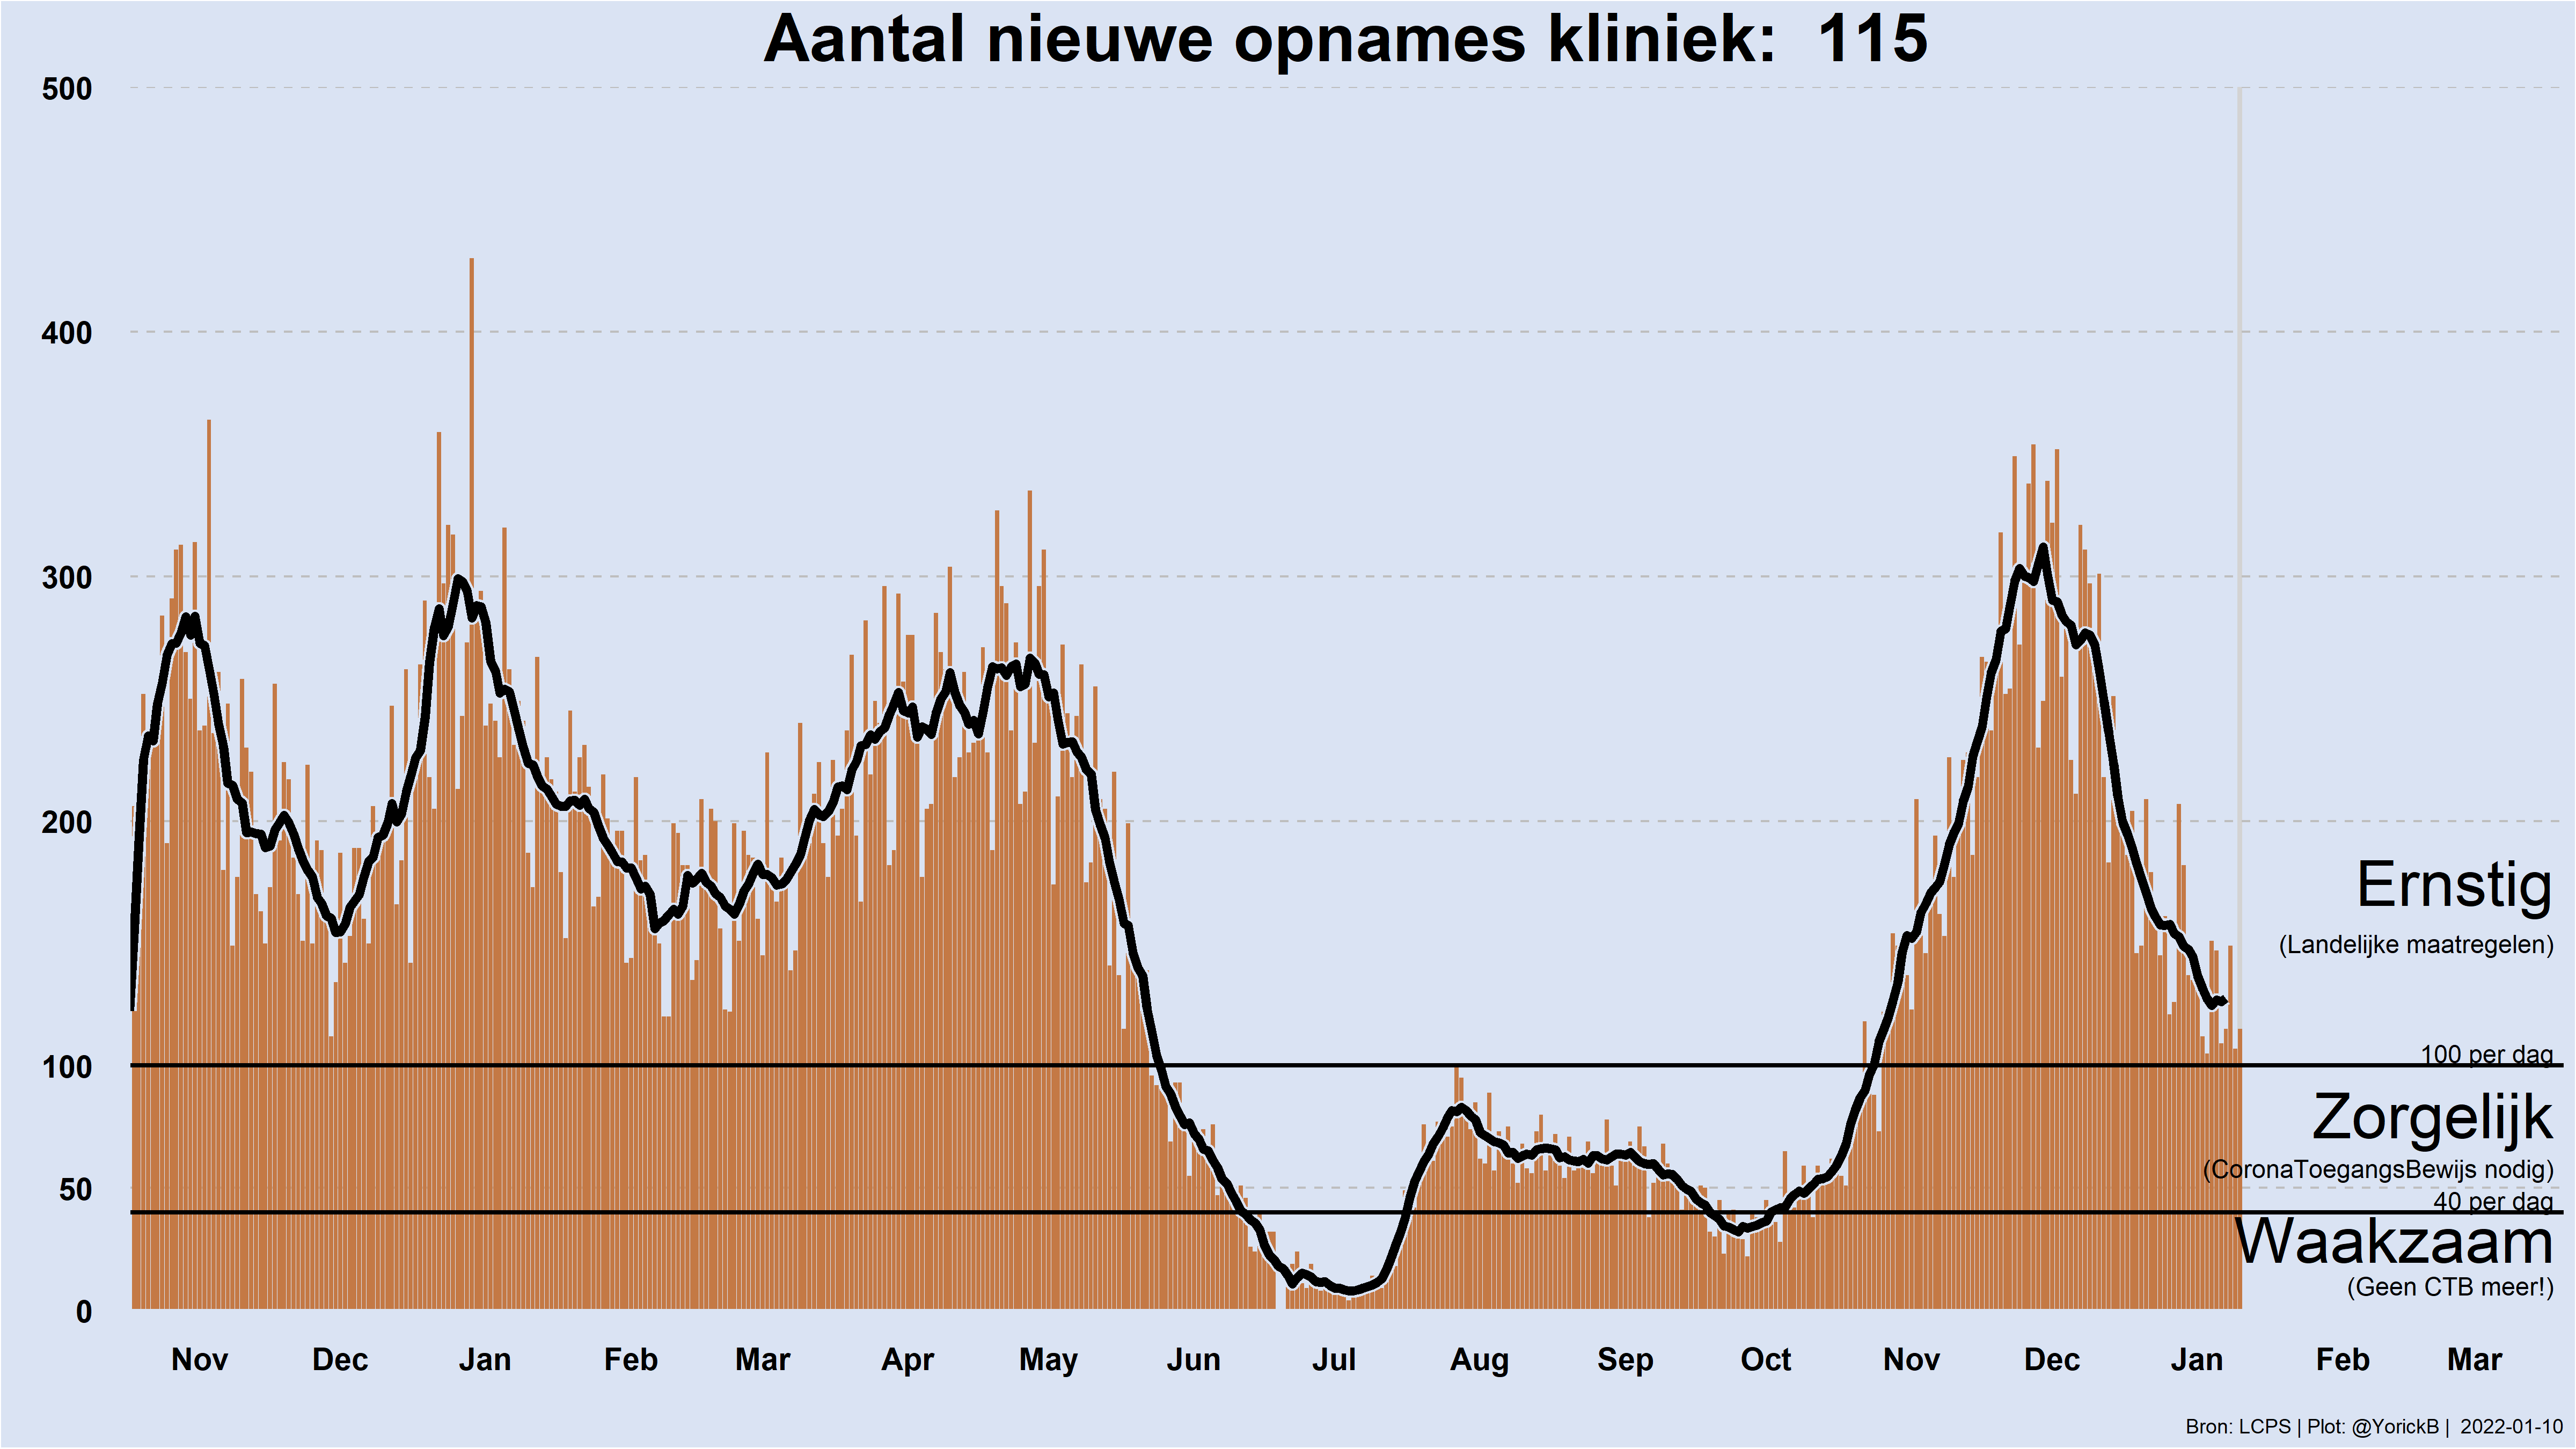 Aantal nieuwe opnames kliniek:  115
500
400
300
200
Ernstig
(Landelijke maatregelen)
100 per dag
100
Zorgelijk
(CoronaToegangsBewijs nodig)
50
40 per dag
Waakzaam
(Geen CTB meer!)
0
Nov Dec Jan Feb Mar Apr May Jun Jul Aug Sep Oct Nov Dec Jan Feb Mar
Bron: LCPS | Plot: @YorickB |  2022-01-10